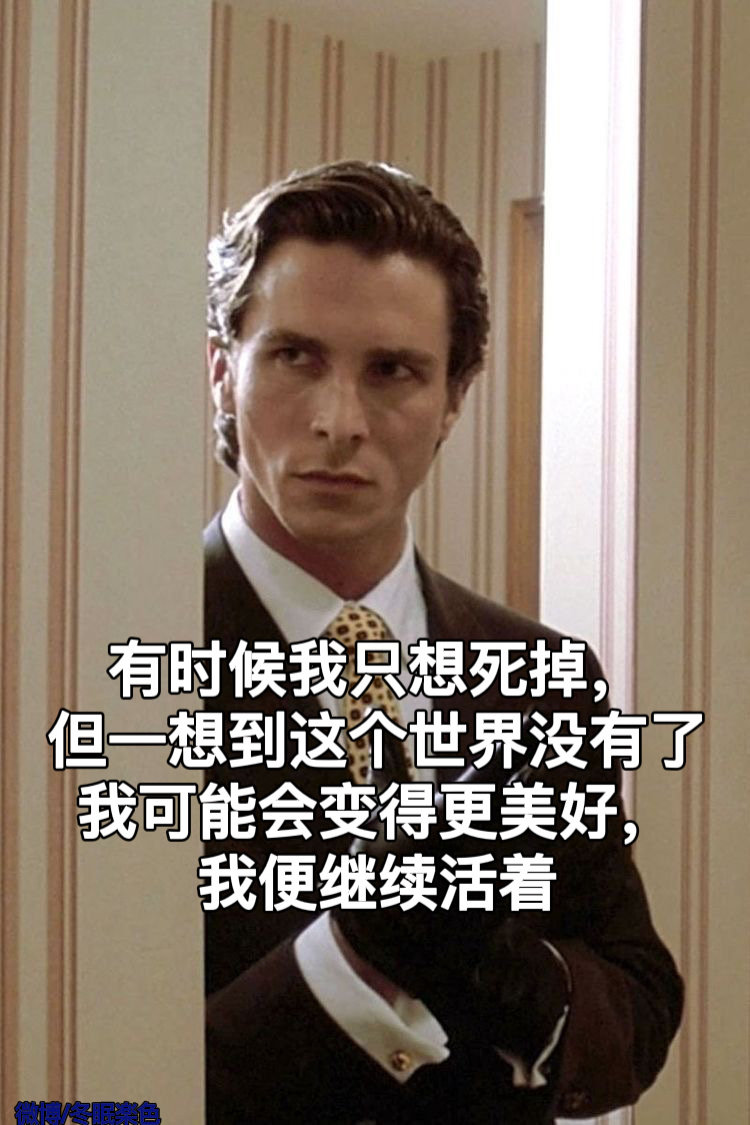 有时候我只想死掉，
但一想到这个世界没有了
我可能会变得更美好，
我便继续活着
微博/冬眠楽色